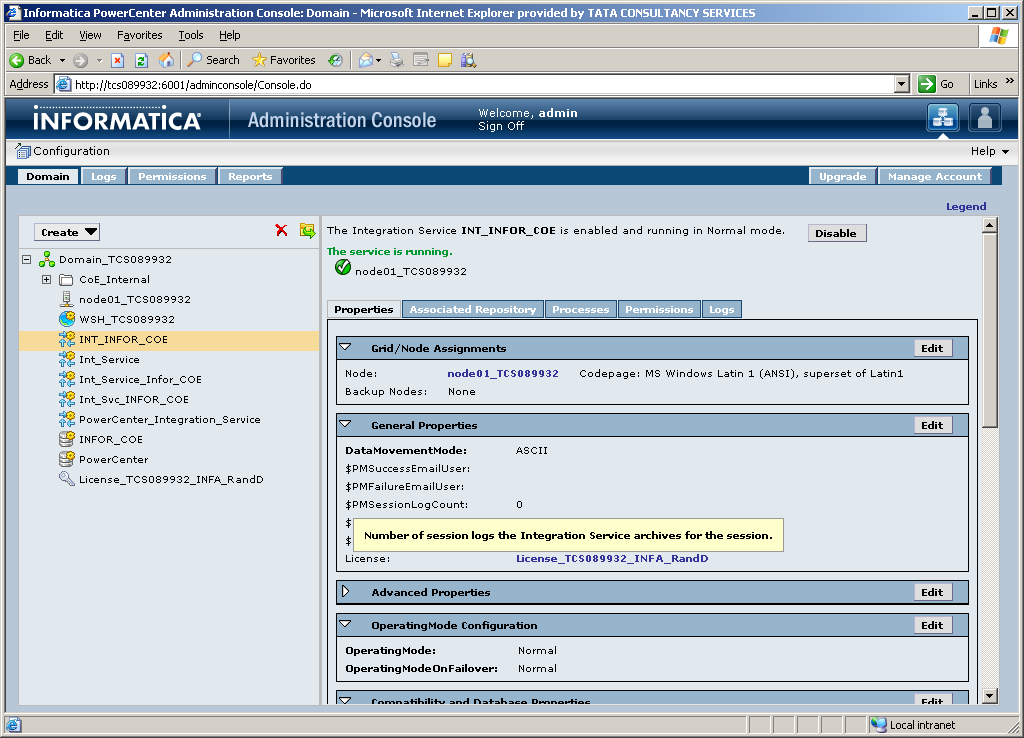 Informatica PowerCenter Administration Console: Domain - Microsoft Internet Explorer provided by TATA CONSULTANCY SERVICES
File Edit View Favorites Tools Help
Back Search Favorites
Address http://tcs089932:6001/adminconsole/Console.do Go Links »
INFORMATICA Administration Console Welcome, admin
Sign Off
Configuration Help
Domain Logs Permissions Reports Upgrade Manage Account
Legend
Create
Domain_TCS089932
CoE_Internal
node01_TCS089932
WSH_TCS089932
INT_INFOR_COE
Int_Service
Int_Service_Infor_COE
Int_Svc_INFOR_COE
PowerCenter_Integration_Service
INFOR_COE
PowerCenter
License_TCS089932_INFA_RandD
The Integration Service INT_INFOR_COE is enabled and running in Normal mode. Disable
The service is running.
node01_TCS089932
Properties Associated Repository Processes Permissions Logs
Grid/Node Assignments Edit
Node: node01_TCS089932 Codepage: MS Windows Latin 1 (ANSI), superset of Latin1
Backup Nodes: None
General Properties Edit
DataMovementMode: ASCII
$PMSuccessEmailUser:
$PMFailureEmailUser:
$PMSessionLogCount: 0
$
Number of session logs the Integration Service archives for the session.
$
License: License_TCS089932_INFA_RandD
Advanced Properties Edit
OperatingMode Configuration Edit
OperatingMode: Normal
OperatingModeOnFailover: Normal
Compatibility and Database Properties Edit
Local intranet